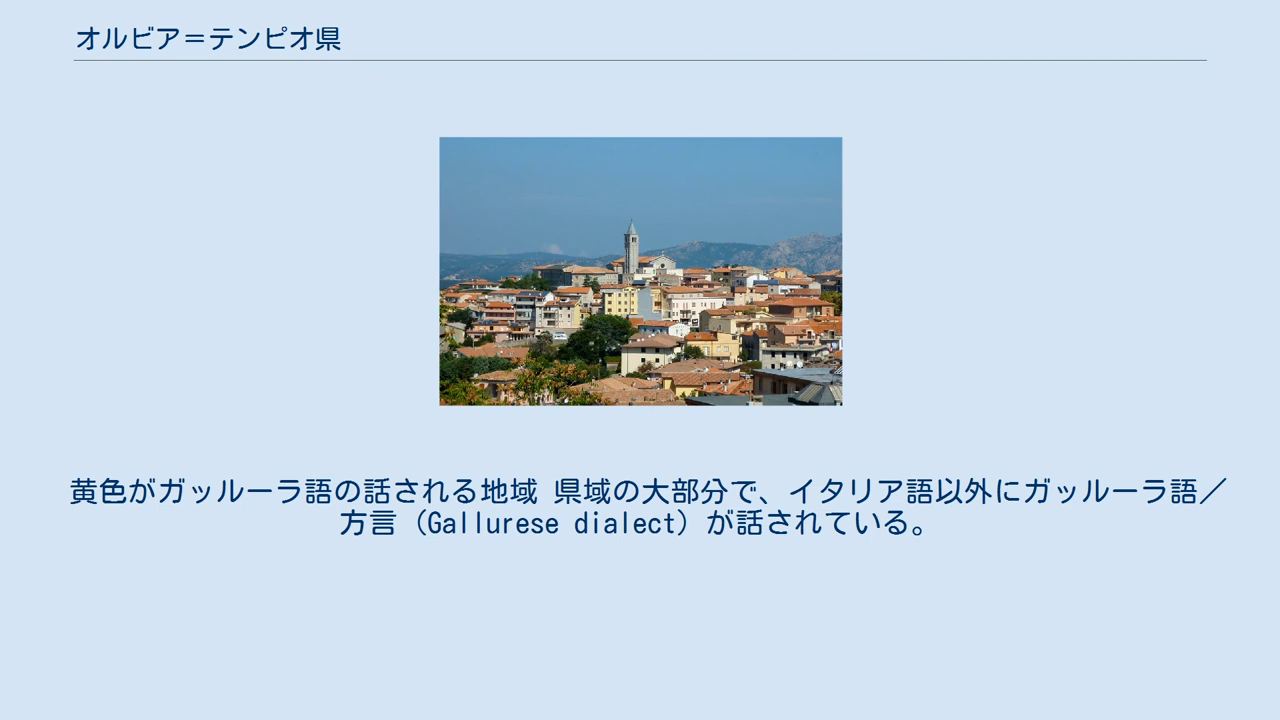 オルビア＝テンピオ県
黄色がガッルーラ語の話される地域 県域の大部分で、イタリア語以外にガッルーラ語／
方言（Gallurese dialect）が話されている。